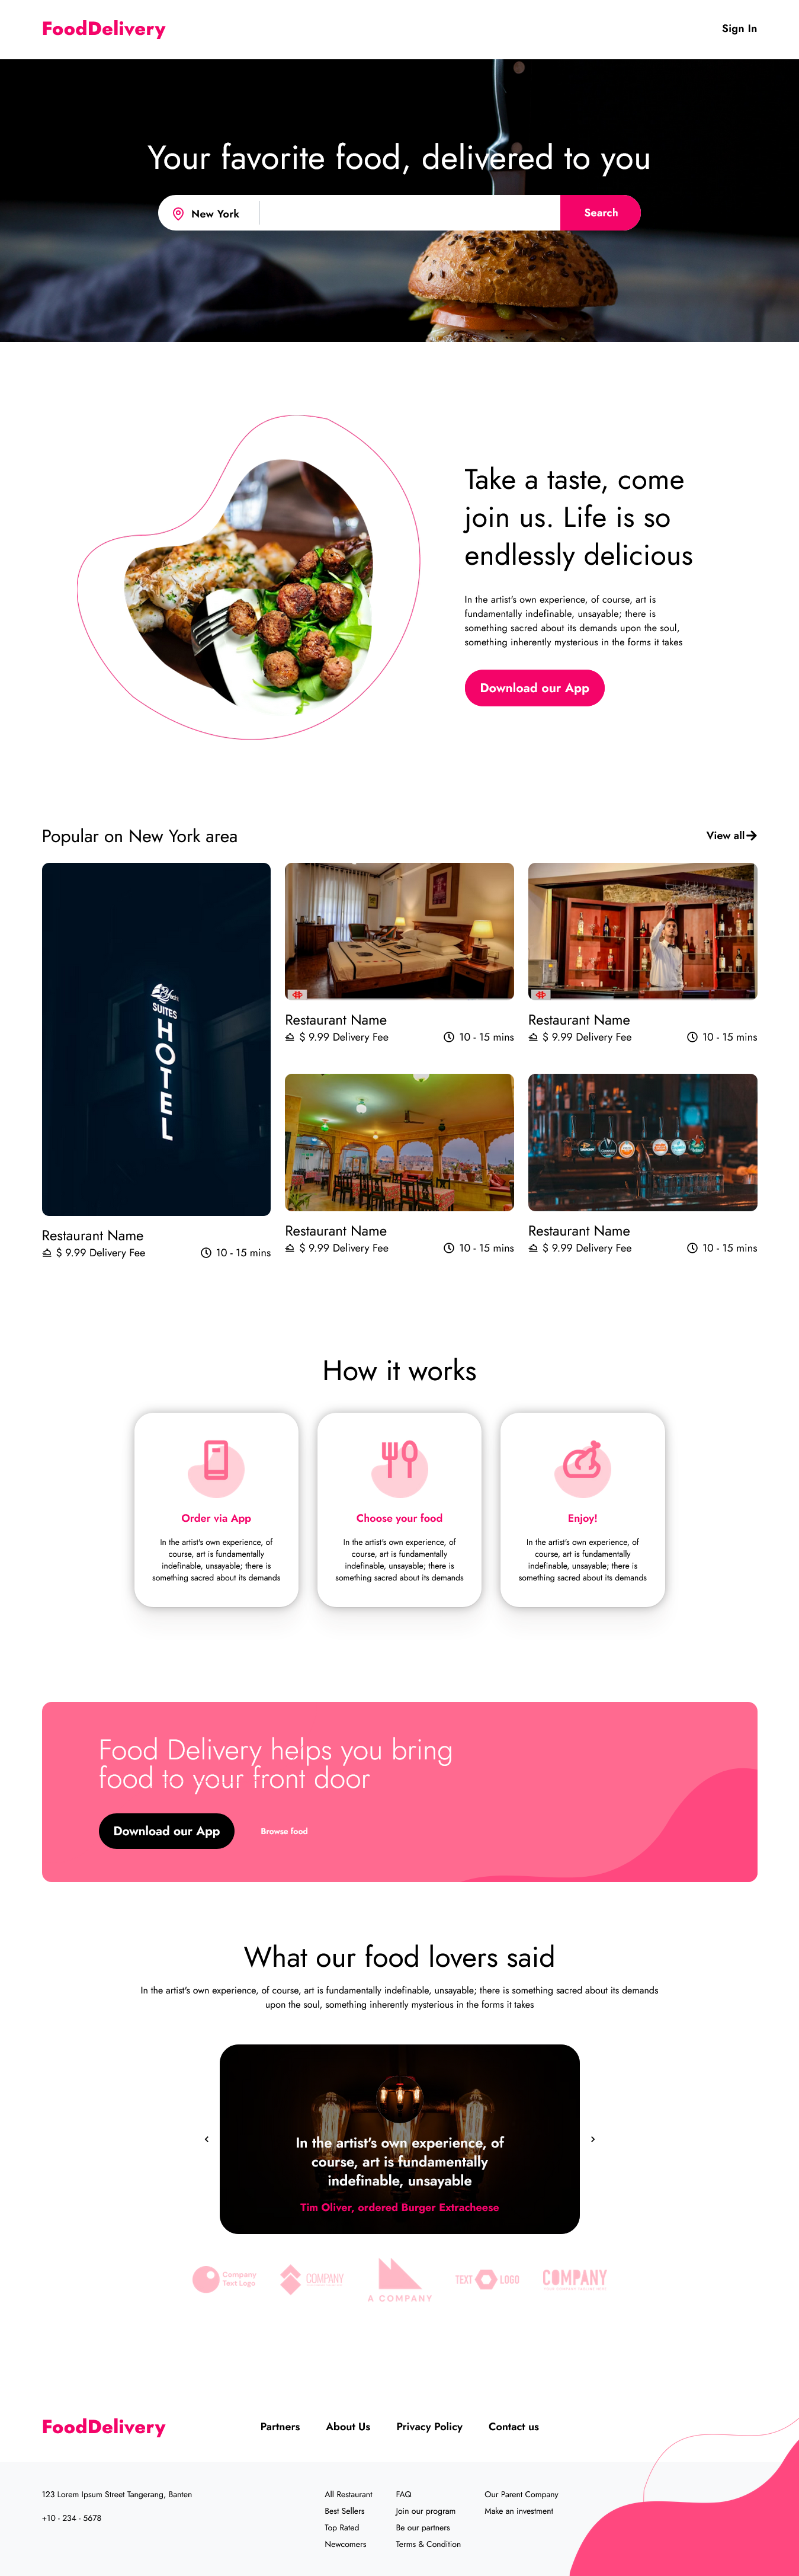 FoodDelivery
Sign In
Your favorite food, delivered to you
New York
Search
Take a taste, come
join us. Life is so
endlessly delicious
In the artist's own experience, of course, art is
fundamentally indefinable, unsayable; there is
something sacred about its demands upon the soul,
something inherently mysterious in the forms it takes
Download our App
Popular on New York area
View all
SUITES
HOTEL
Restaurant Name
$ 9.99 Delivery Fee
10 - 15 mins
Restaurant Name
$ 9.99 Delivery Fee
10 - 15 mins
Restaurant Name
$ 9.99 Delivery Fee
10 - 15 mins
Restaurant Name
$ 9.99 Delivery Fee
10 - 15 mins
Restaurant Name
$ 9.99 Delivery Fee
10 - 15 mins
How it works
Order via App
In the artist's own experience, of
course, art is fundamentally
indefinable, unsayable; there is
something sacred about its demands
Choose your food
In the artist's own experience, of
course, art is fundamentally
indefinable, unsayable; there is
something sacred about its demands
Enjoy!
In the artist's own experience, of
course, art is fundamentally
indefinable, unsayable; there is
something sacred about its demands
Food Delivery helps you bring
food to your front door
Download our App
Browse food
What our food lovers said
In the artist's own experience, of course, art is fundamentally indefinable, unsayable; there is something sacred about its demands
upon the soul, something inherently mysterious in the forms it takes
In the artist's own experience, of
course, art is fundamentally
indefinable, unsayable
Tim Oliver, ordered Burger Extracheese
Company
Text Logo
COMPANY
A COMPANY
TEXT LOGO
COMPANY
FoodDelivery
Partners
About Us
Privacy Policy
Contact us
123 Lorem Ipsum Street Tangerang, Banten
+10 - 234 - 5678
All Restaurant
Best Sellers
Top Rated
Newcomers
FAQ
Join our program
Be our partners
Terms & Condition
Our Parent Company
Make an investment